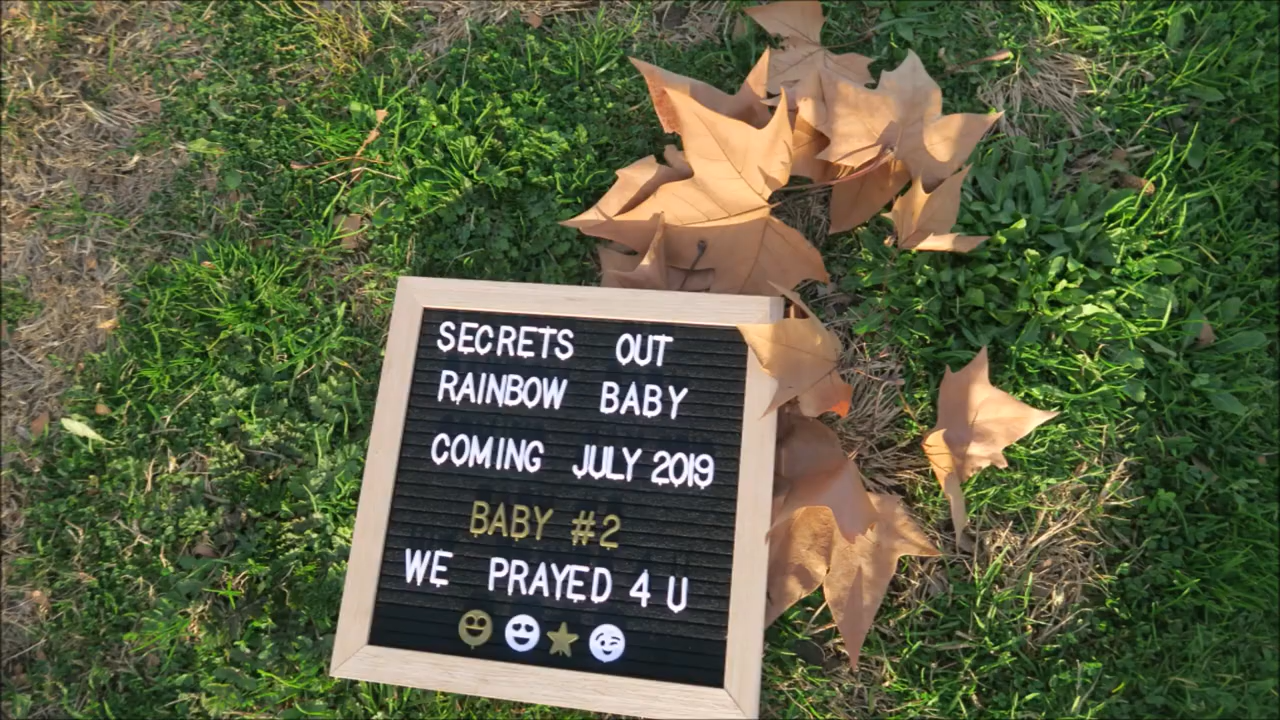 SECRETS OUT
RAINBOW BABY
COMING JULY 2019
BABY #2
WE PRAYED 4 U